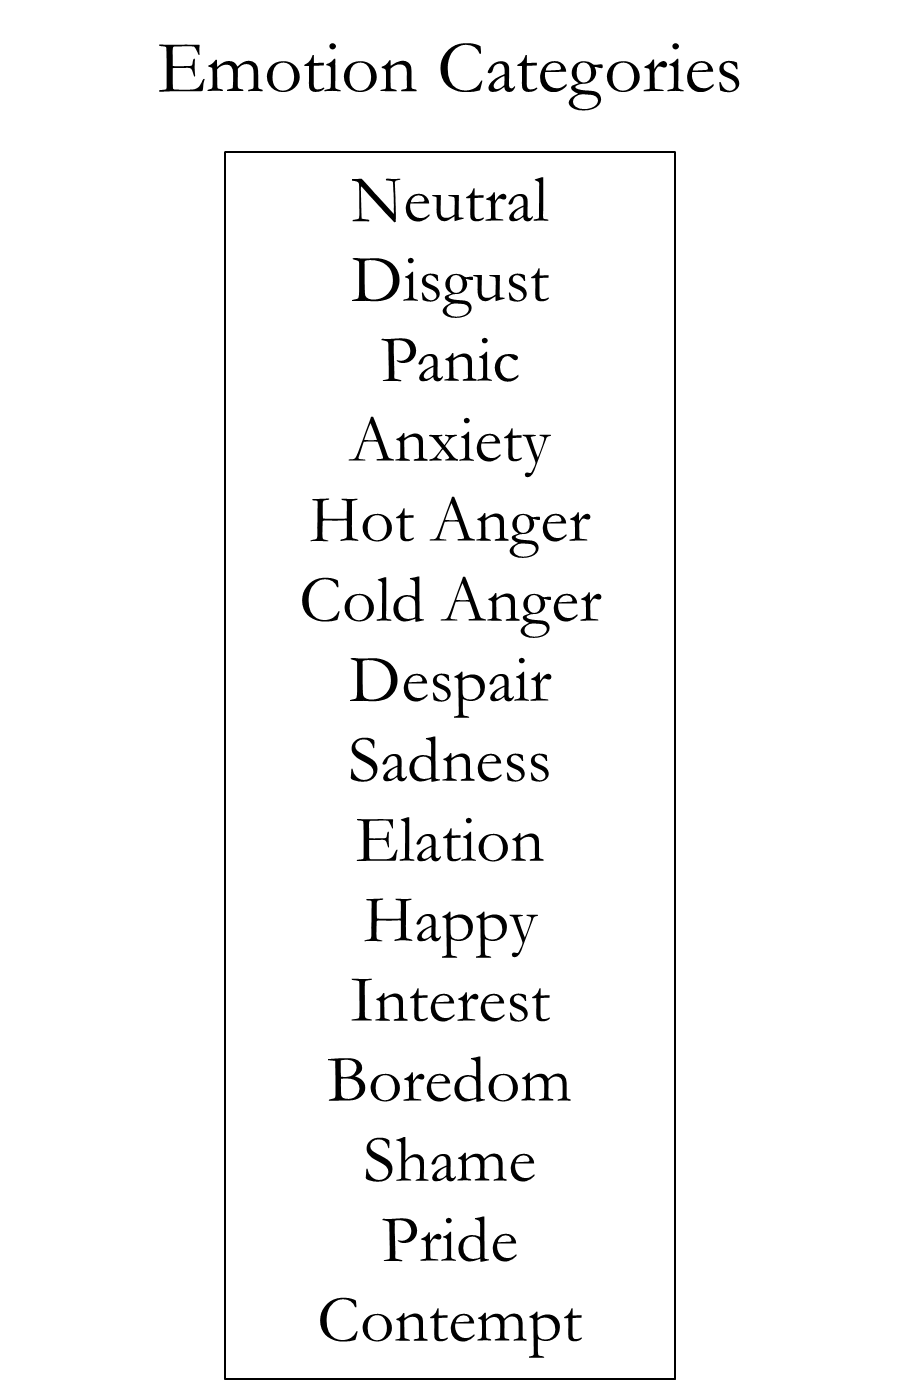 Emotion Categories
Neutral
Disgust
Panic
Anxiety
Hot Anger
Cold Anger
Despair
Sadness
Elation
Happy
Interest
Boredom
Shame
Pride
Contempt